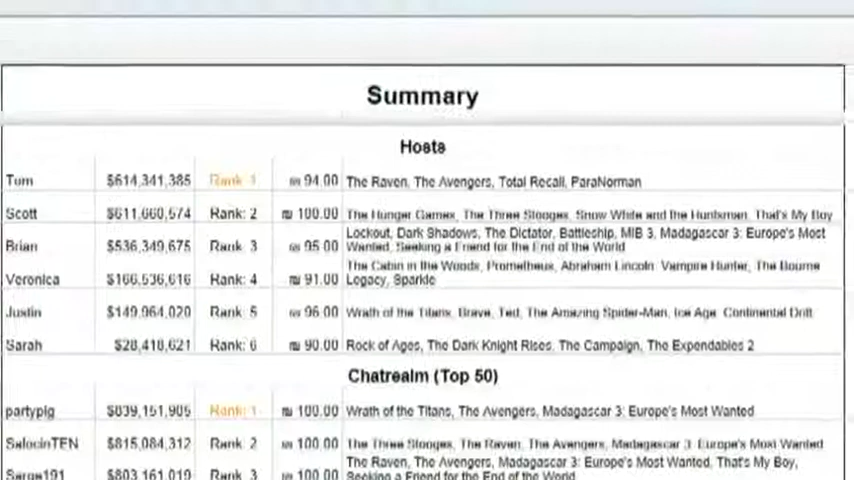 Summary
Hosts
Tom $614,341,385 Rank: 1 ₪ 94.00 The Raven, The Avengers, Total Recall, ParaNorman
Scott $611,660,574 Rank: 2 ₪ 100.00 The Hunger Games, The Three Stooges, Snow White and the Huntsman, That's My Boy
Brian $536,349,675 Rank: 3 ₪ 95.00 Lockout, Dark Shadows, The Dictator, Battleship, MIB 3, Madagascar 3: Europe's Most
Wanted, Seeking a Friend for the End of the World
Veronica $166,536,616 Rank: 4 ₪ 91.00 The Cabin in the Woods, Prometheus, Abraham Lincoln: Vampire Hunter, The Bourne
Legacy, Sparkle
Justin $149,964,020 Rank: 5 ₪ 96.00 Wrath of the Titans, Brave, Ted, The Amazing Spider-Man, Ice Age: Continental Drift
Sarah $28,418,621 Rank: 6 ₪ 90.00 Rock of Ages, The Dark Knight Rises, The Campaign, The Expendables 2
Chatrealm (Top 50)
partypig $839,151,905 Rank: 1 ₪ 100.00 Wrath of the Titans, The Avengers, Madagascar 3: Europe's Most Wanted
SalocinTEN $815,084,312 Rank: 2 ₪ 100.00 The Three Stooges, The Raven, The Avengers, Madagascar 3: Europe's Most Wanted
Sarge191 $803,161,019 Rank: 3 ₪ 100.00 The Raven, The Avengers, Madagascar 3: Europe's Most Wanted, That's My Boy,
Seeking a Friend for the End of the World